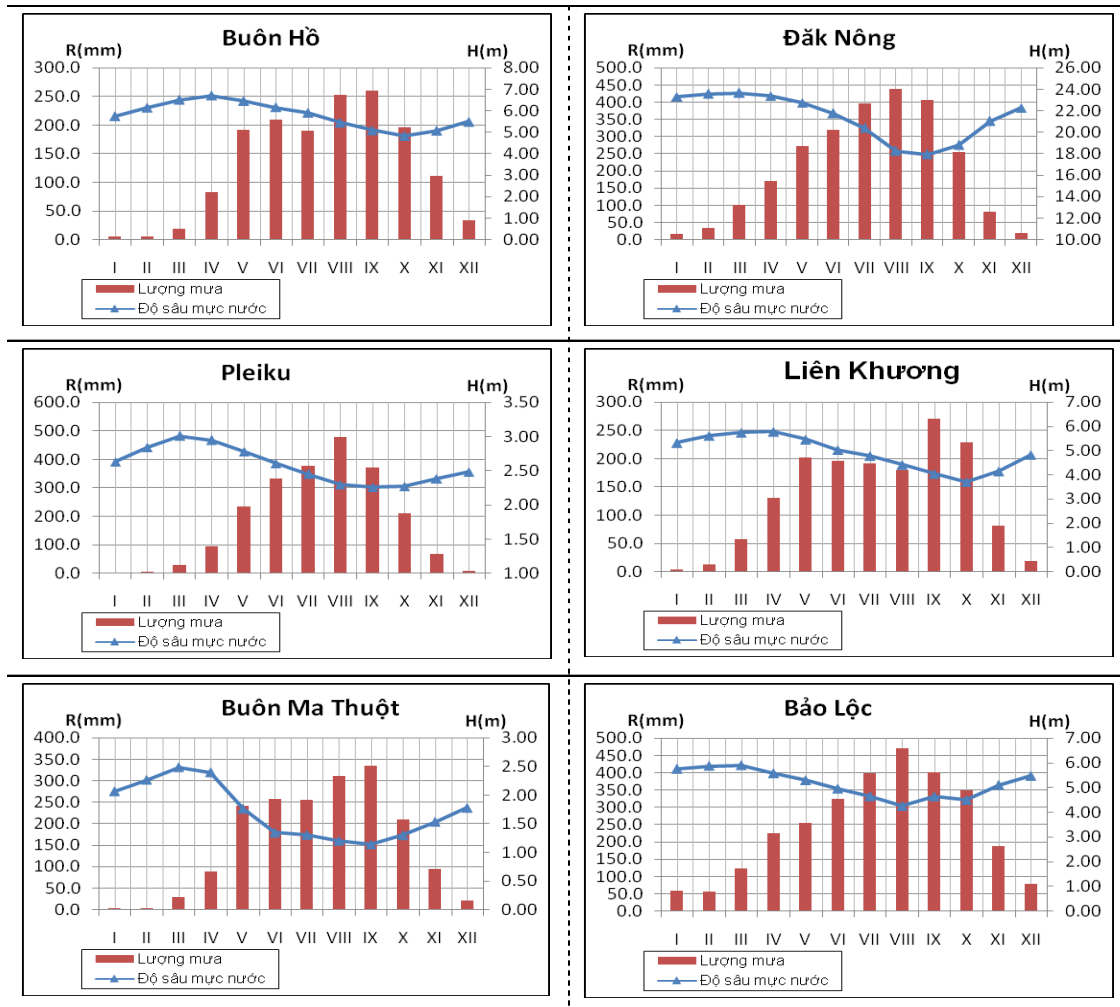 Buôn Hồ
R(mm)
H(m)
300.0
250.0
200.0
150.0
100.0
50.0
0.0
8.00
7.00
6.00
5.00
4.00
3.00
2.00
1.00
0.00
I II III IV V VI VII VIII IX X XI XII
Lượng mưa
Độ sâu mực nước
Đăk Nông
R(mm)
H(m)
500.0
450.0
400.0
350.0
300.0
250.0
200.0
150.0
100.0
50.0
0.0
26.00
24.00
22.00
20.00
18.00
16.00
14.00
12.00
10.00
I II III IV V VI VII VIII IX X XI XII
Lượng mưa
Độ sâu mực nước
Pleiku
R(mm)
H(m)
600.0
500.0
400.0
300.0
200.0
100.0
0.0
3.50
3.00
2.50
2.00
1.50
1.00
I II III IV V VI VII VIII IX X XI XII
Lượng mưa
Độ sâu mực nước
Liên Khương
R(mm)
H(m)
300.0
250.0
200.0
150.0
100.0
50.0
0.0
7.00
6.00
5.00
4.00
3.00
2.00
1.00
0.00
I II III IV V VI VII VIII IX X XI XII
Lượng mưa
Độ sâu mực nước
Buôn Ma Thuột
R(mm)
H(m)
400.0
350.0
300.0
250.0
200.0
150.0
100.0
50.0
0.0
3.00
2.50
2.00
1.50
1.00
0.50
0.00
I II III IV V VI VII VIII IX X XI XII
Lượng mưa
Độ sâu mực nước
Bảo Lộc
R(mm)
H(m)
500.0
450.0
400.0
350.0
300.0
250.0
200.0
150.0
100.0
50.0
0.0
7.00
6.00
5.00
4.00
3.00
2.00
1.00
0.00
I II III IV V VI VII VIII IX X XI XII
Lượng mưa
Độ sâu mực nước